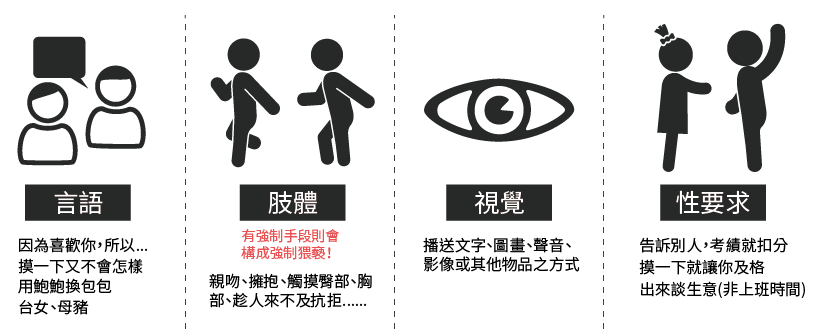 言語
因為喜歡你，所以...
摸一下又不會怎樣
用鮑鮑換包包
台女、母豬
肢體
有強制手段則會
構成強制猥褻！
親吻、擁抱、觸摸臀部、胸
部、趁人來不及抗拒......
視覺
播送文字、圖畫、聲音、
影像或其他物品之方式
性要求
告訴別人，考績就扣分
摸一下就讓你及格
出來談生意(非上班時間)